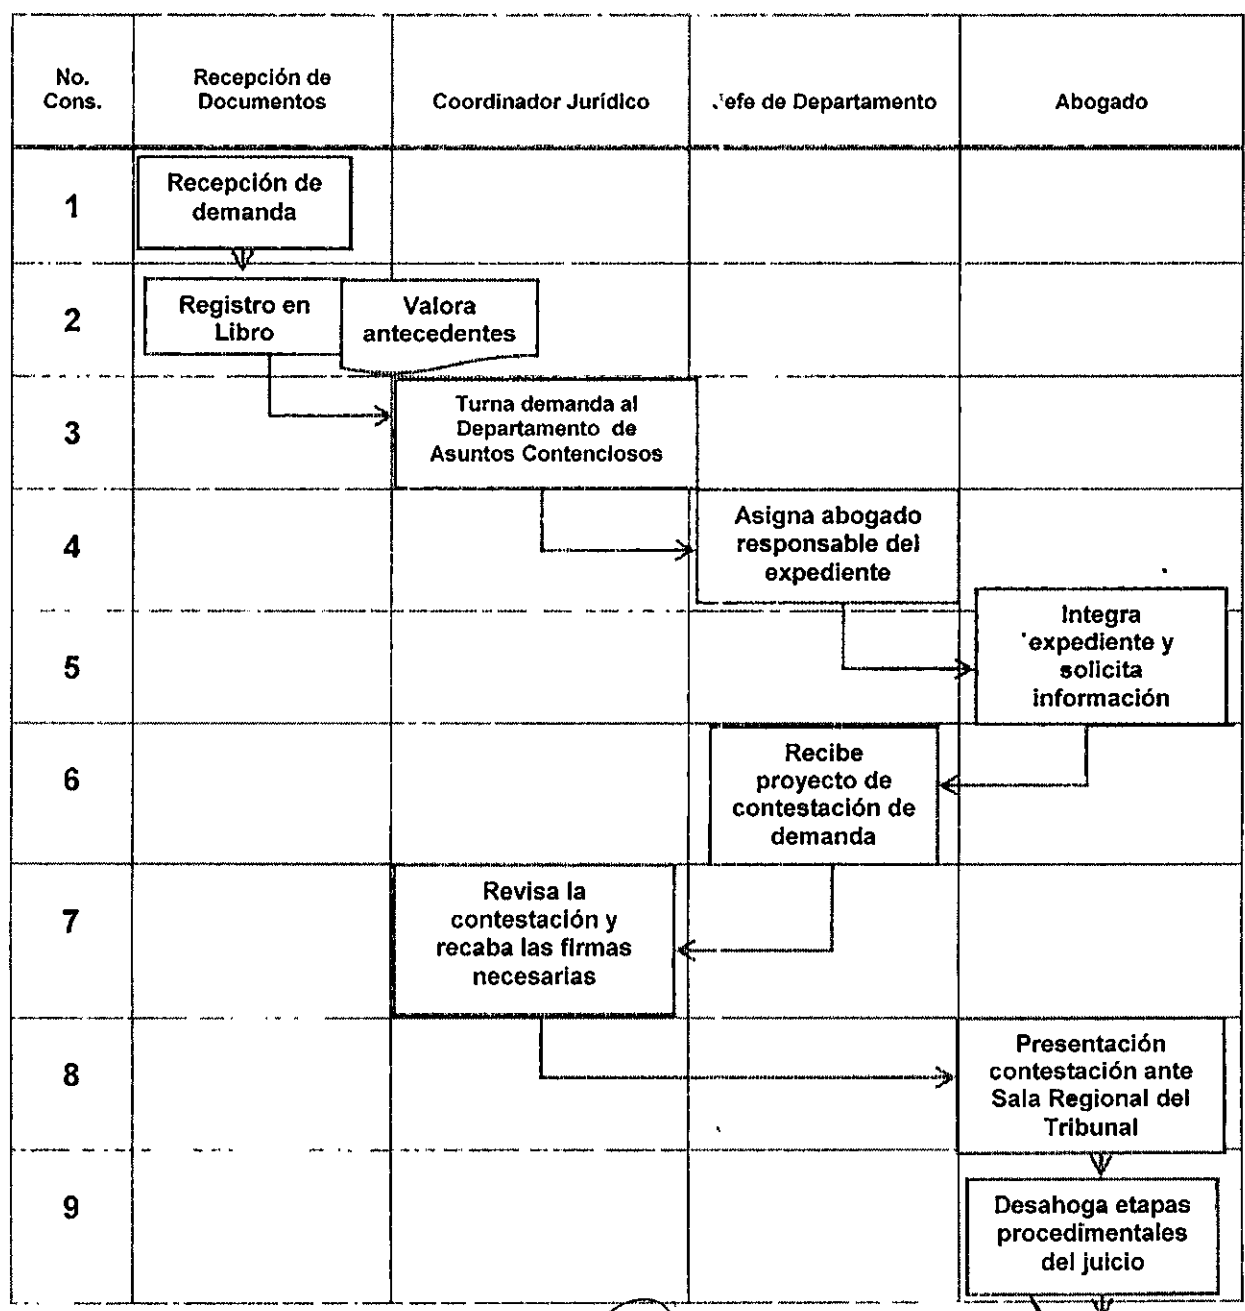 No.
Cons.
Recepción de
Documentos
Coordinador Jurídico
Jefe de Departamento
Abogado
1
Recepción de
demanda
2
Registro en
Libro
Valora
antecedentes
3
Turna demanda al
Departamento de
Asuntos Contenciosos
4
Asigna abogado
responsable del
expediente
5
Integra
expediente y
solicita
información
6
Recibe
proyecto de
contestación de
demanda
7
Revisa la
contestación y
recaba las firmas
necesarias
8
Presentación
contestación ante
Sala Regional del
Tribunal
9
Desahoga etapas
procedimentales
del juicio